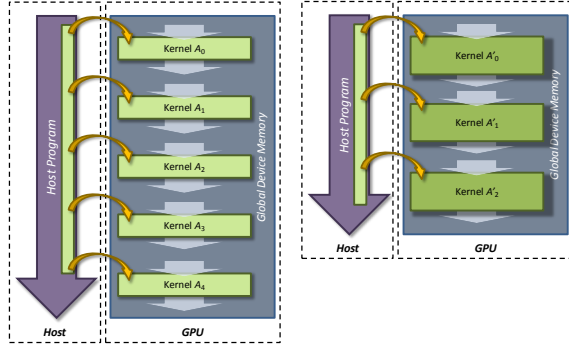 Host Program
Kernel A0
Kernel A1
Kernel A2
Kernel A3
Kernel A4
Global Device Memory
Host
GPU
Host Program
Kernel A'0
Kernel A'1
Kernel A'2
Global Device Memory
Host
GPU